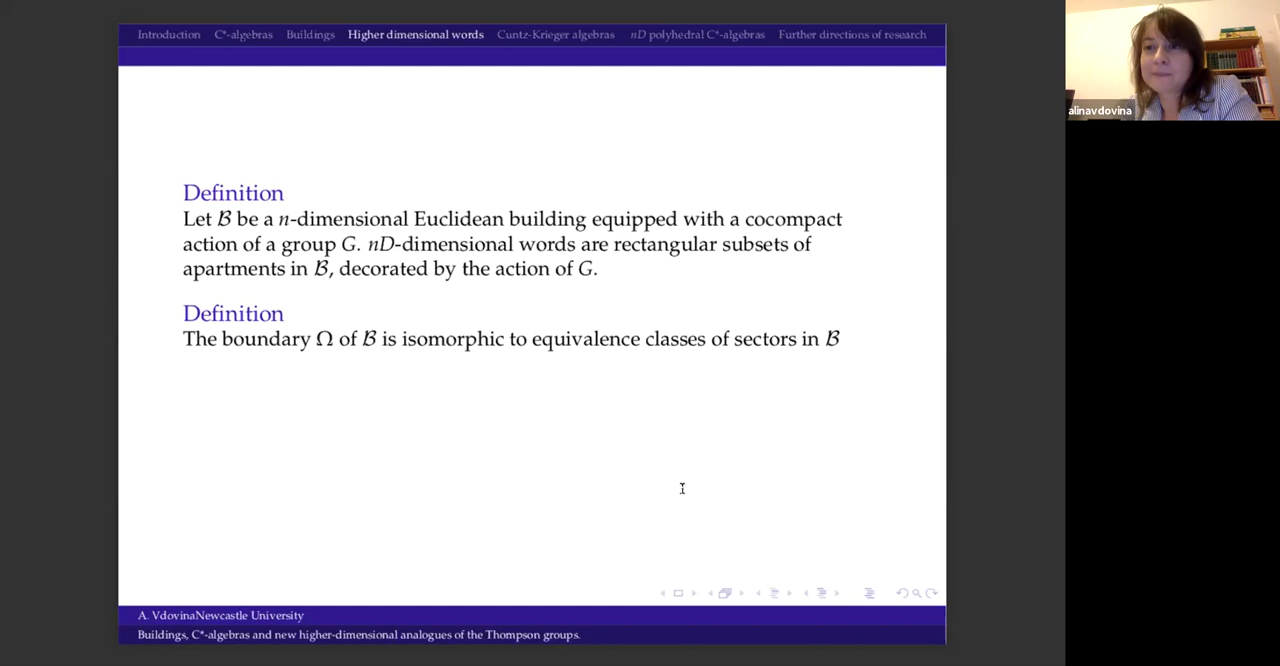 Introduction C*-algebras Buildings Higher dimensional words Cuntz-Krieger algebras nD polyhedral C*-algebras Further directions of research
alinavdovina
Definition
Let ℬ be a n-dimensional Euclidean building equipped with a cocompact
action of a group G. nD-dimensional words are rectangular subsets of
apartments in ℬ, decorated by the action of G.
Definition
The boundary Ω of ℬ is isomorphic to equivalence classes of sectors in ℬ
A. VdovinaNewcastle University
Buildings, C*-algebras and new higher-dimensional analogues of the Thompson groups.